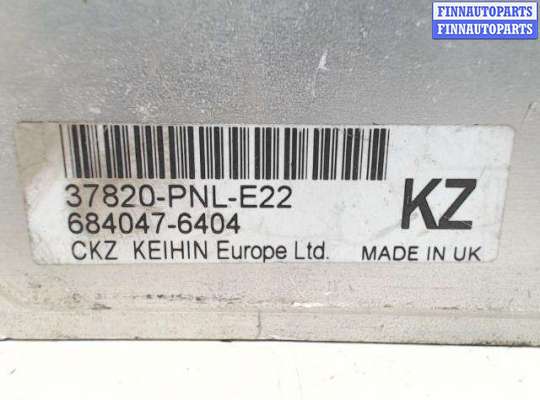 FINNAUTOPARTS
FINNAUTOPARTS
37820-PNL-E22
KZ
684047-6404
CKZ KEIHIN Europe Ltd.
MADE IN UK